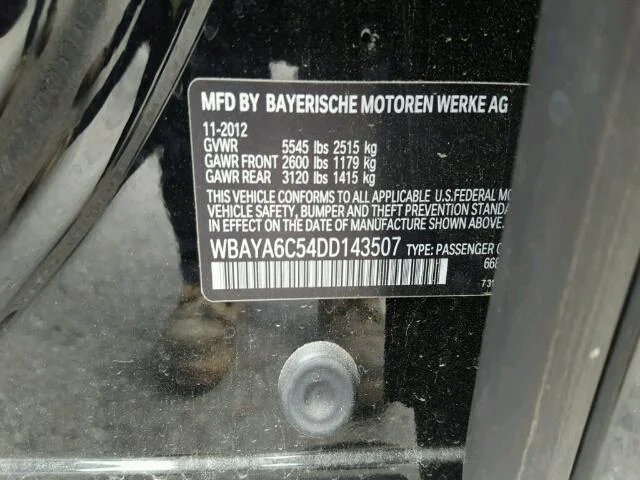 MFD BY BAYERISCHE MOTOREN WERKE AG
11-2012
GVWR 5545 lbs 2515 kg
GAWR FRONT 2600 lbs 1179 kg
GAWR REAR 3120 lbs 1415 kg
THIS VEHICLE CONFORMS TO ALL APPLICABLE U.S.FEDERAL MO
VEHICLE SAFETY, BUMPER AND THEFT PREVENTION STANDA
IN EFFECT ON THE DATE OF MANUFACTURE SHOWN ABOVE.
WBAYA6C54DD143507 TYPE: PASSENGER C
668
731